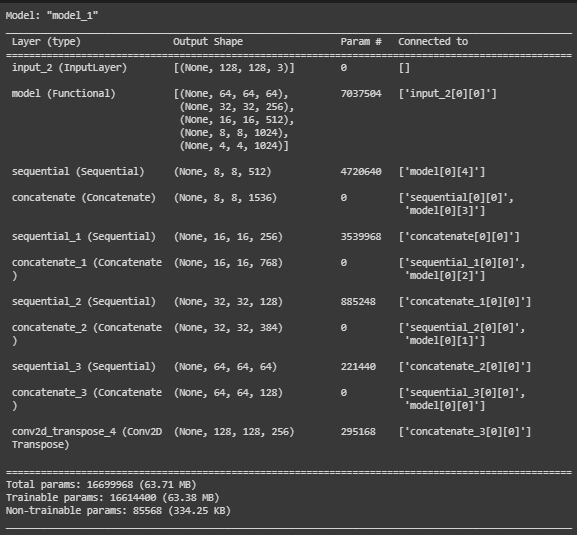 Model: "model_1"
Layer (type) Output Shape Param # Connected to
input_2 (InputLayer) [(None, 128, 128, 3)] 0 []
model (Functional) [(None, 64, 64, 64), 7037504 ['input_2[0][0]']
(None, 32, 32, 256),
(None, 16, 16, 512),
(None, 8, 8, 1024),
(None, 4, 4, 1024)]
sequential (Sequential) (None, 8, 8, 512) 4720640 ['model[0][4]']
concatenate (Concatenate) (None, 8, 8, 1536) 0 ['sequential[0][0]',
'model[0][3]']
sequential_1 (Sequential) (None, 16, 16, 256) 3539968 ['concatenate[0][0]']
concatenate_1 (Concatenate (None, 16, 16, 768) 0 ['sequential_1[0][0]',
) 'model[0][2]']
sequential_2 (Sequential) (None, 32, 32, 128) 885248 ['concatenate_1[0][0]']
concatenate_2 (Concatenate (None, 32, 32, 384) 0 ['sequential_2[0][0]',
) 'model[0][1]']
sequential_3 (Sequential) (None, 64, 64, 64) 221440 ['concatenate_2[0][0]']
concatenate_3 (Concatenate (None, 64, 64, 128) 0 ['sequential_3[0][0]',
) 'model[0][0]']
conv2d_transpose_4 (Conv2D (None, 128, 128, 256) 295168 ['concatenate_3[0][0]']
Transpose)
Total params: 16699968 (63.71 MB)
Trainable params: 16614400 (63.38 MB)
Non-trainable params: 85568 (334.25 KB)